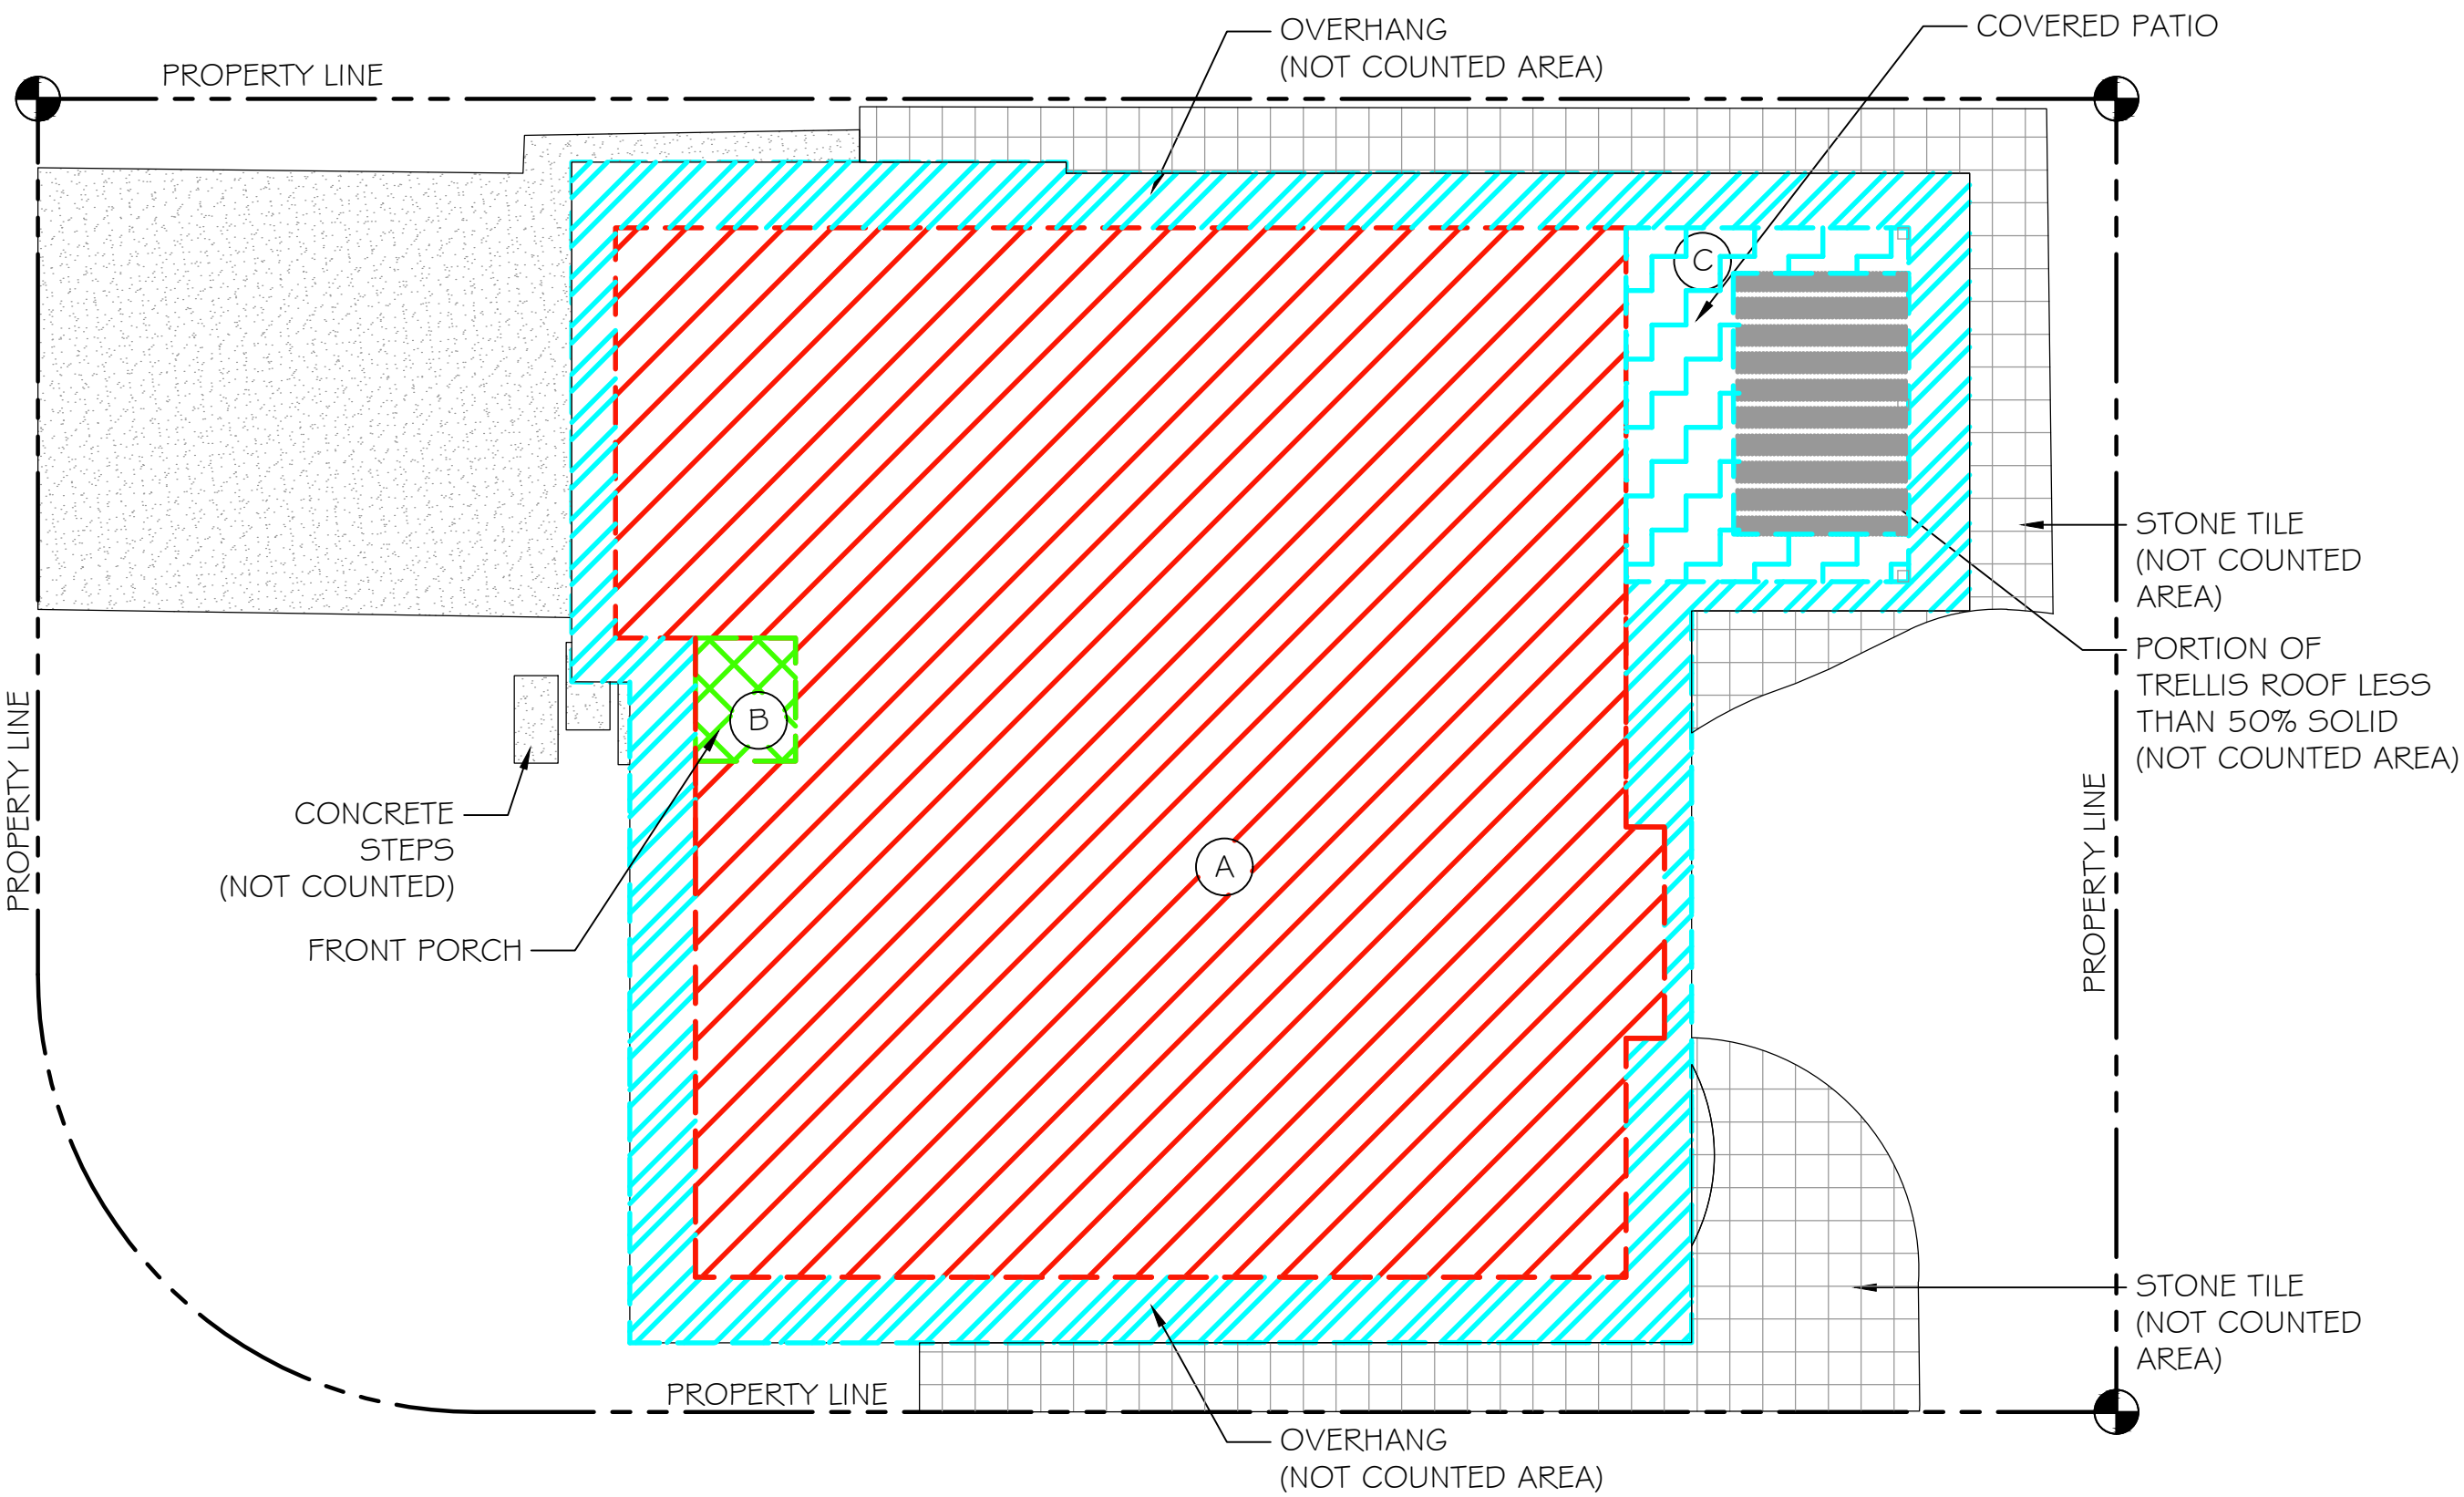 OVERHANG
(NOT COUNTED AREA)
COVERED PATIO
PROPERTY LINE
C
STONE TILE
(NOT COUNTED
AREA)
PORTION OF
TRELLIS ROOF LESS
THAN 50% SOLID
(NOT COUNTED AREA)
PROPERTY LINE
B
CONCRETE
STEPS
(NOT COUNTED)
A
PROPERTY LINE
FRONT PORCH
STONE TILE
(NOT COUNTED
AREA)
PROPERTY LINE
OVERHANG
(NOT COUNTED AREA)